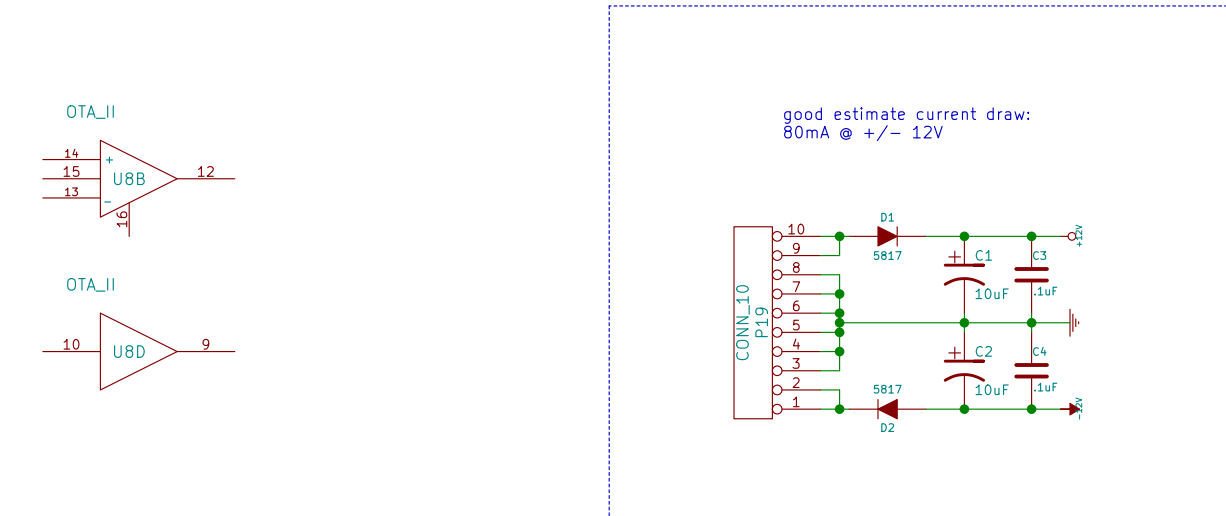 OTA_II
14
+
15
U8B
12
13
−
16
OTA_II
10
U8D
9
good estimate current draw:
80mA @ +/− 12V
CONN_10
P19
10
9
8
7
6
5
4
3
2
1
D1
5817
+
C1
10uF
C3
.1uF
+12V
+
C2
10uF
C4
.1uF
5817
D2
-12V